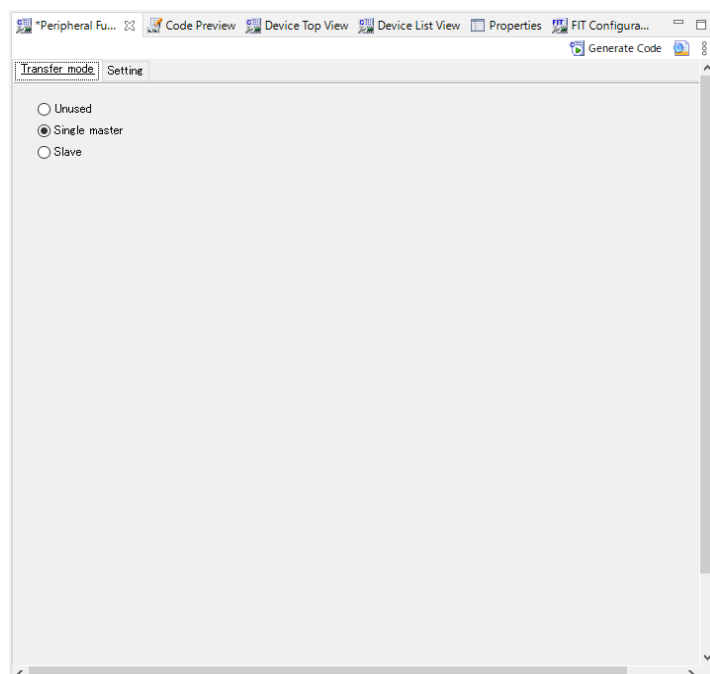 *Peripheral Fu... Code Preview Device Top View Device List View Properties FIT Configura...
Generate Code
Transfer mode Setting
Unused
Single master
Slave